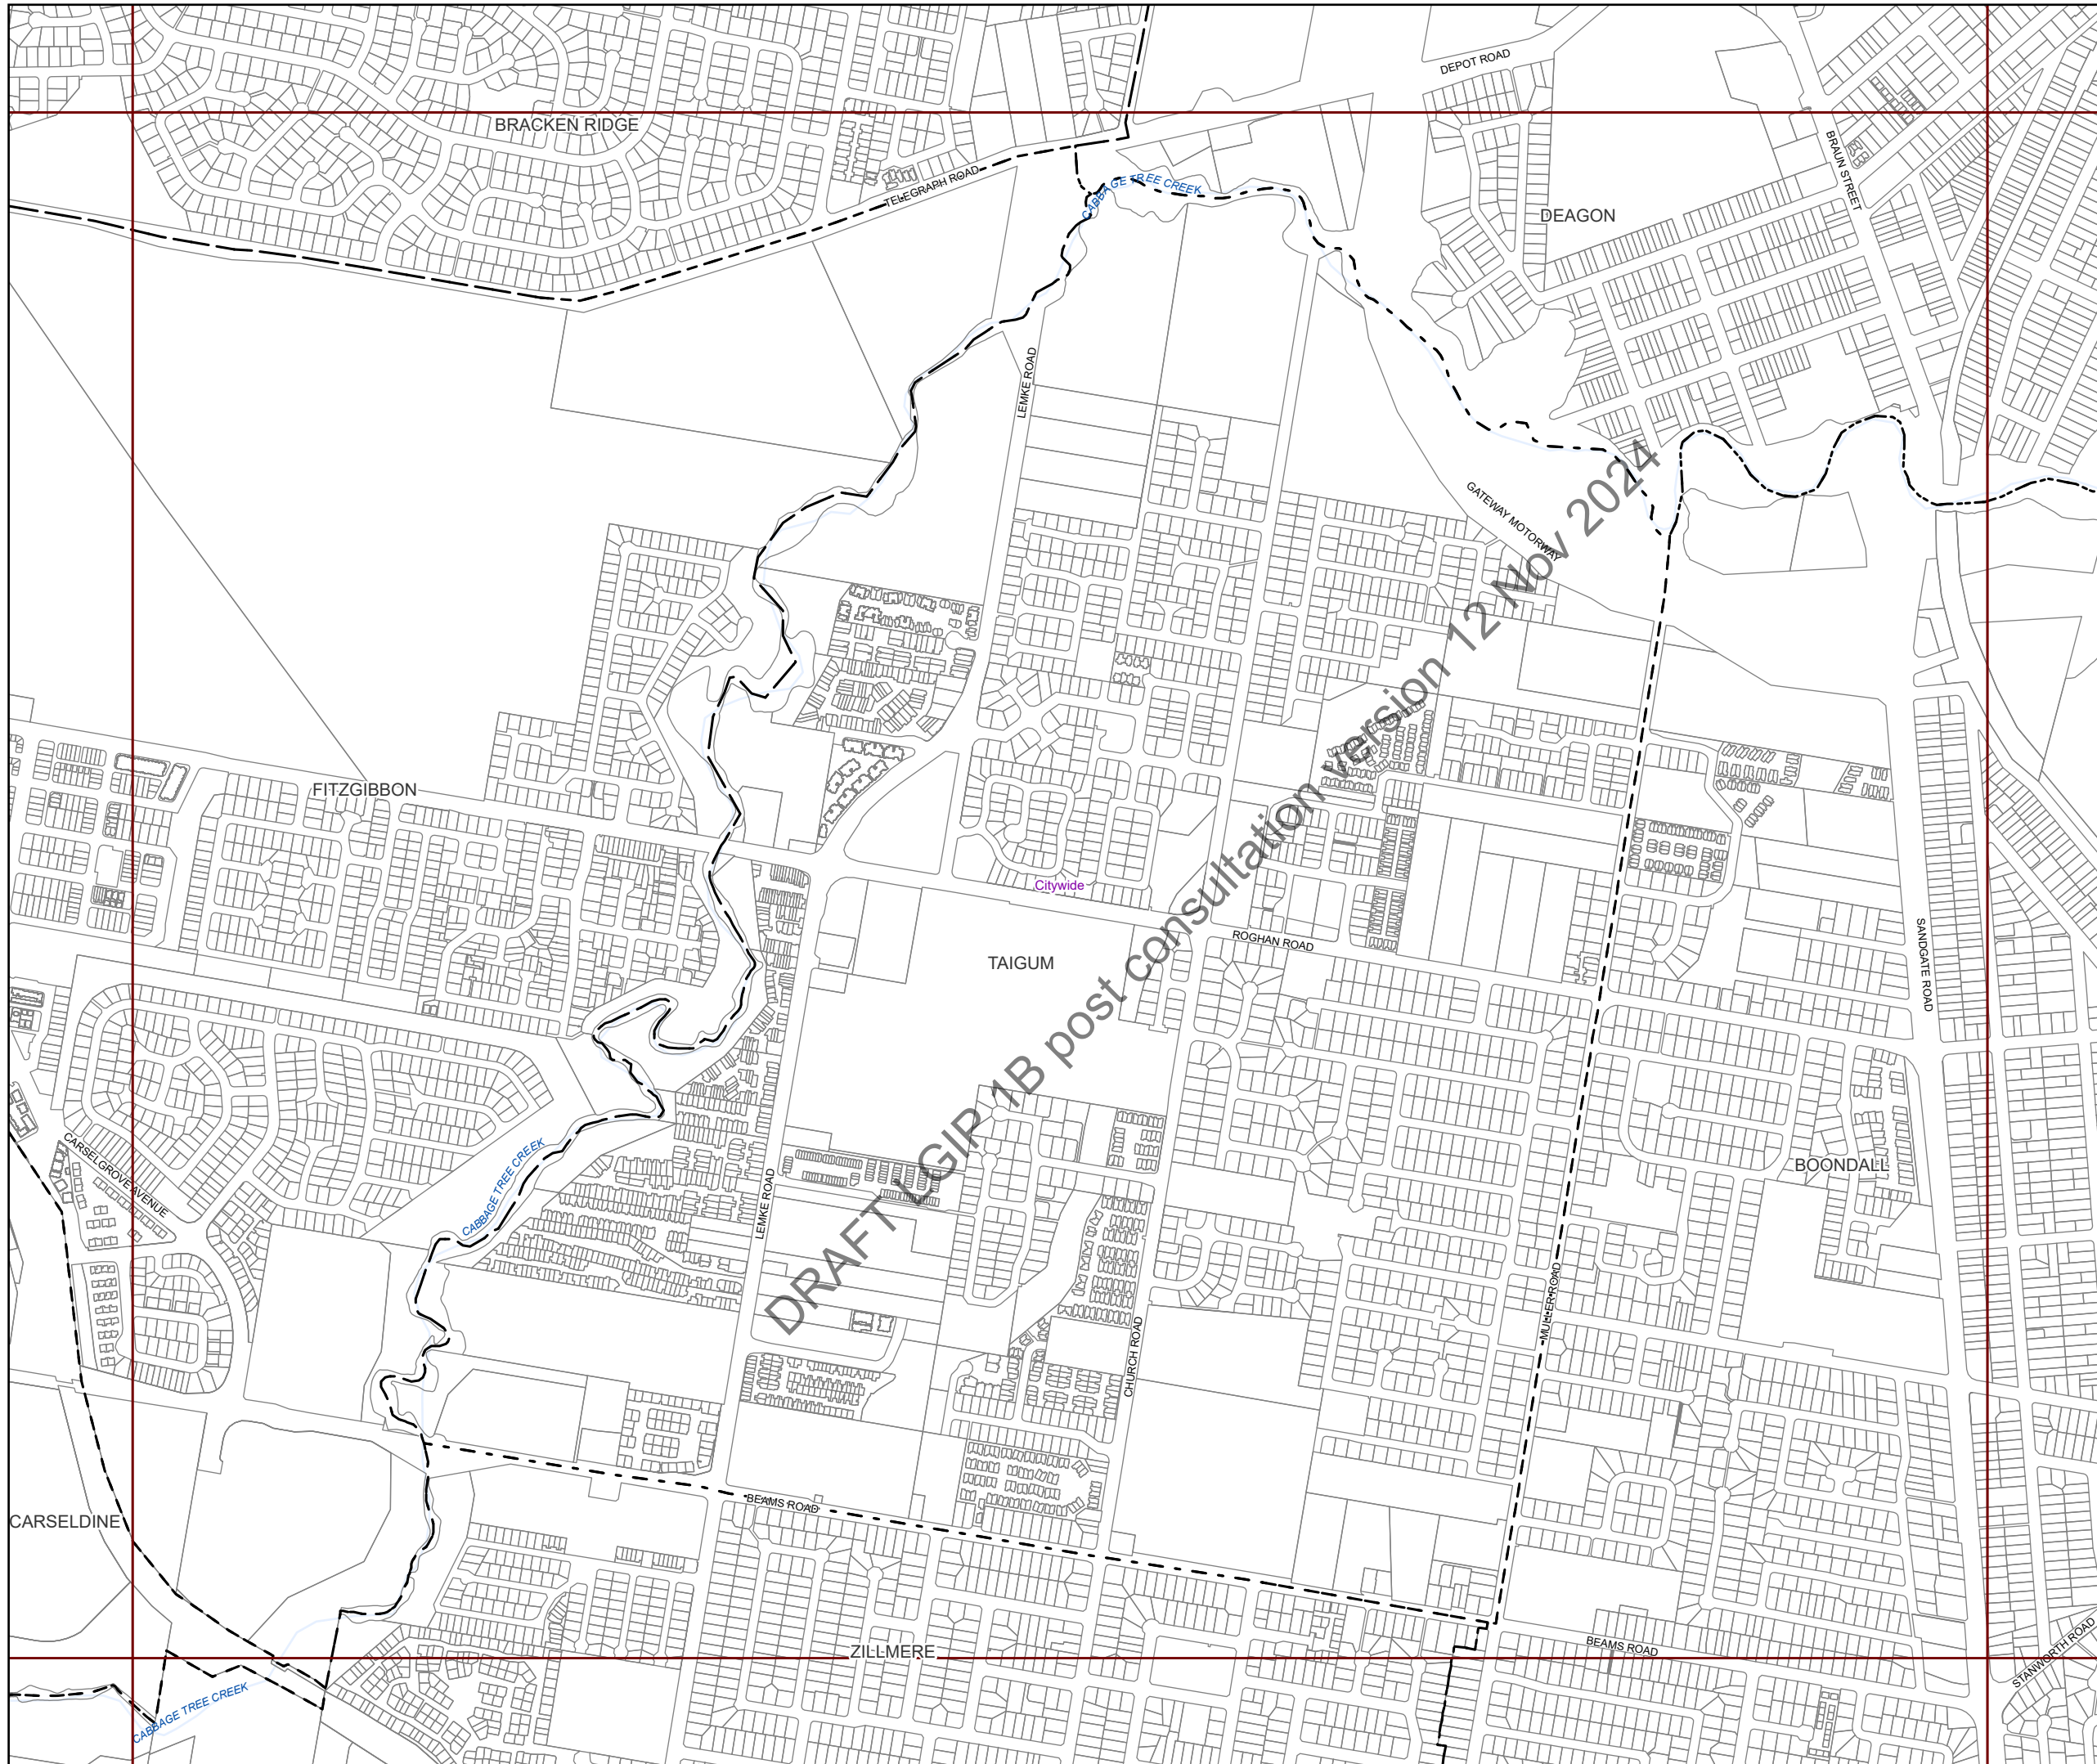 DEPOT ROAD
BRACKEN RIDGE
BRAUN STREET
TELEGRAPH ROAD
CABBAGE TREE CREEK
DEAGON
LEMKE ROAD
GATEWAY MOTORWAY
FITZGIBBON
Citywide
ROGHAN ROAD
TAIGUM
SANDGATE ROAD
DRAFT LGIP 1B post consultation version 12 Nov 2024
CARSELGROVE AVENUE
CABBAGE TREE CREEK
LEMKE ROAD
BOONDALL
MULLER ROAD
CHURCH ROAD
BEAMS ROAD
CARSELDINE
ZILLMERE
BEAMS ROAD
STANWORTH ROAD
CABBAGE TREE CREEK